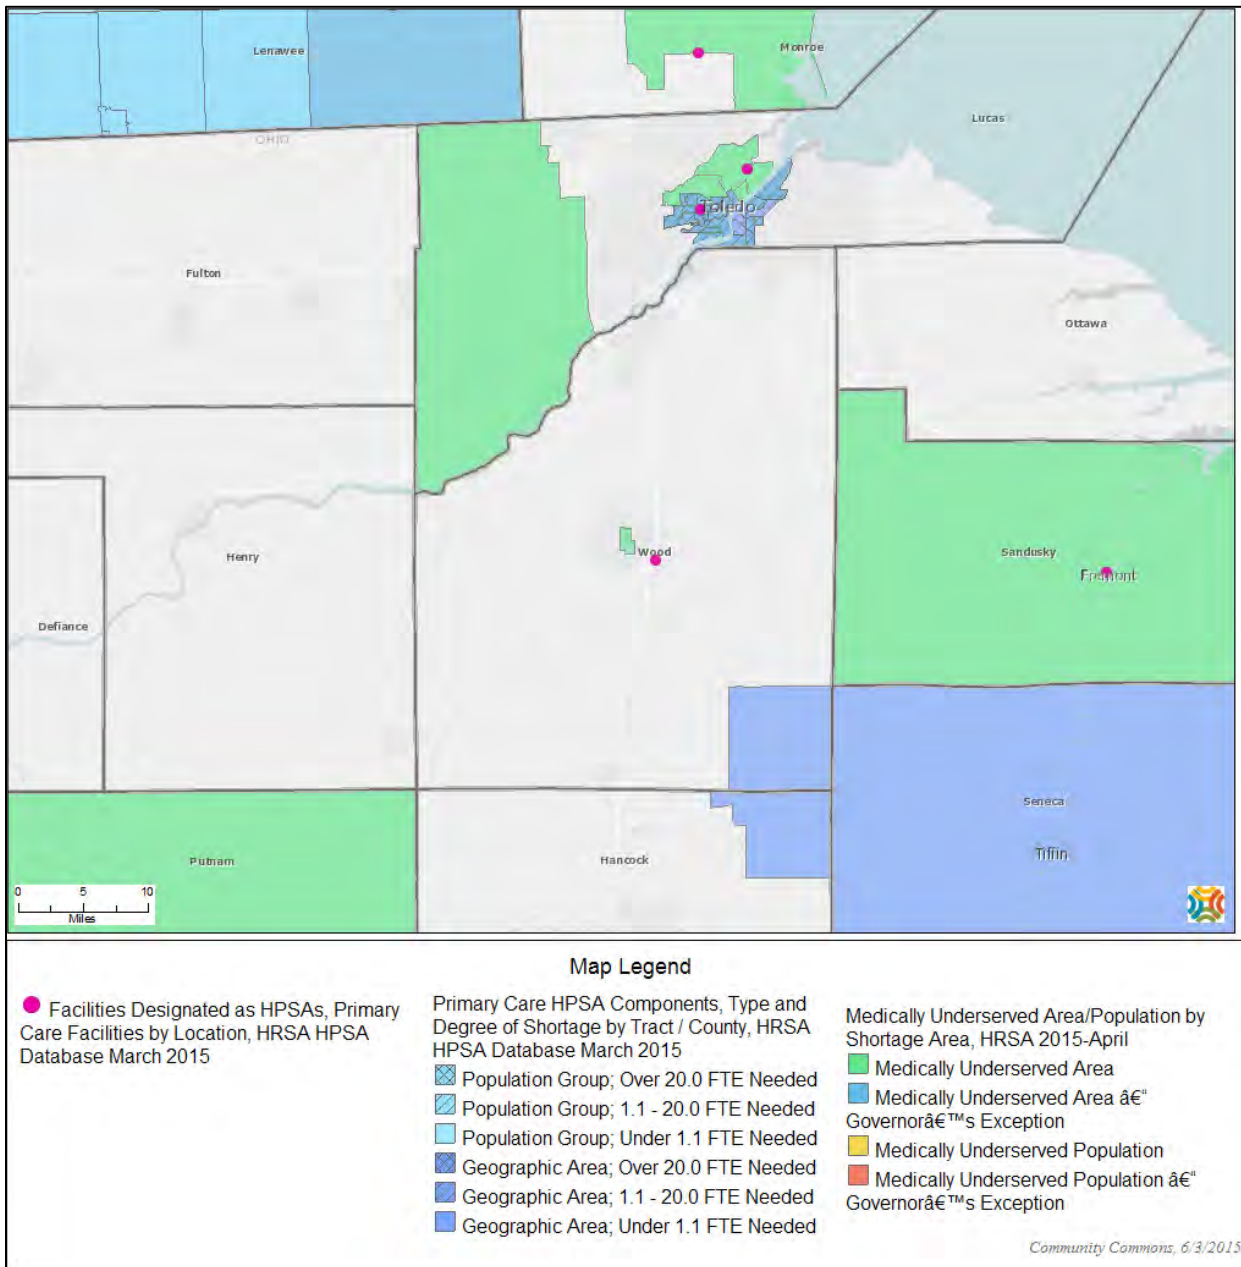 Lenawee
Monroe
Lucas
OHIO
Toledo
Fulton
Ottawa
Henry
Wood
Sandusky
Fremont
Defiance
Seneca
Putnam
Hancock
Tiffin
0 5 10
Miles
Map Legend
Facilities Designated as HPSAs, Primary
Care Facilities by Location, HRSA HPSA
Database March 2015
Primary Care HPSA Components, Type and
Degree of Shortage by Tract / County, HRSA
HPSA Database March 2015
Population Group; Over 20.0 FTE Needed
Population Group; 1.1 - 20.0 FTE Needed
Population Group; Under 1.1 FTE Needed
Geographic Area; Over 20.0 FTE Needed
Geographic Area; 1.1 - 20.0 FTE Needed
Geographic Area; Under 1.1 FTE Needed
Medically Underserved Area/Population by
Shortage Area, HRSA 2015-April
Medically Underserved Area
Medically Underserved Area â€“
Governorâ€™s Exception
Medically Underserved Population
Medically Underserved Population â€“
Governorâ€™s Exception
Community Commons, 6/3/2015